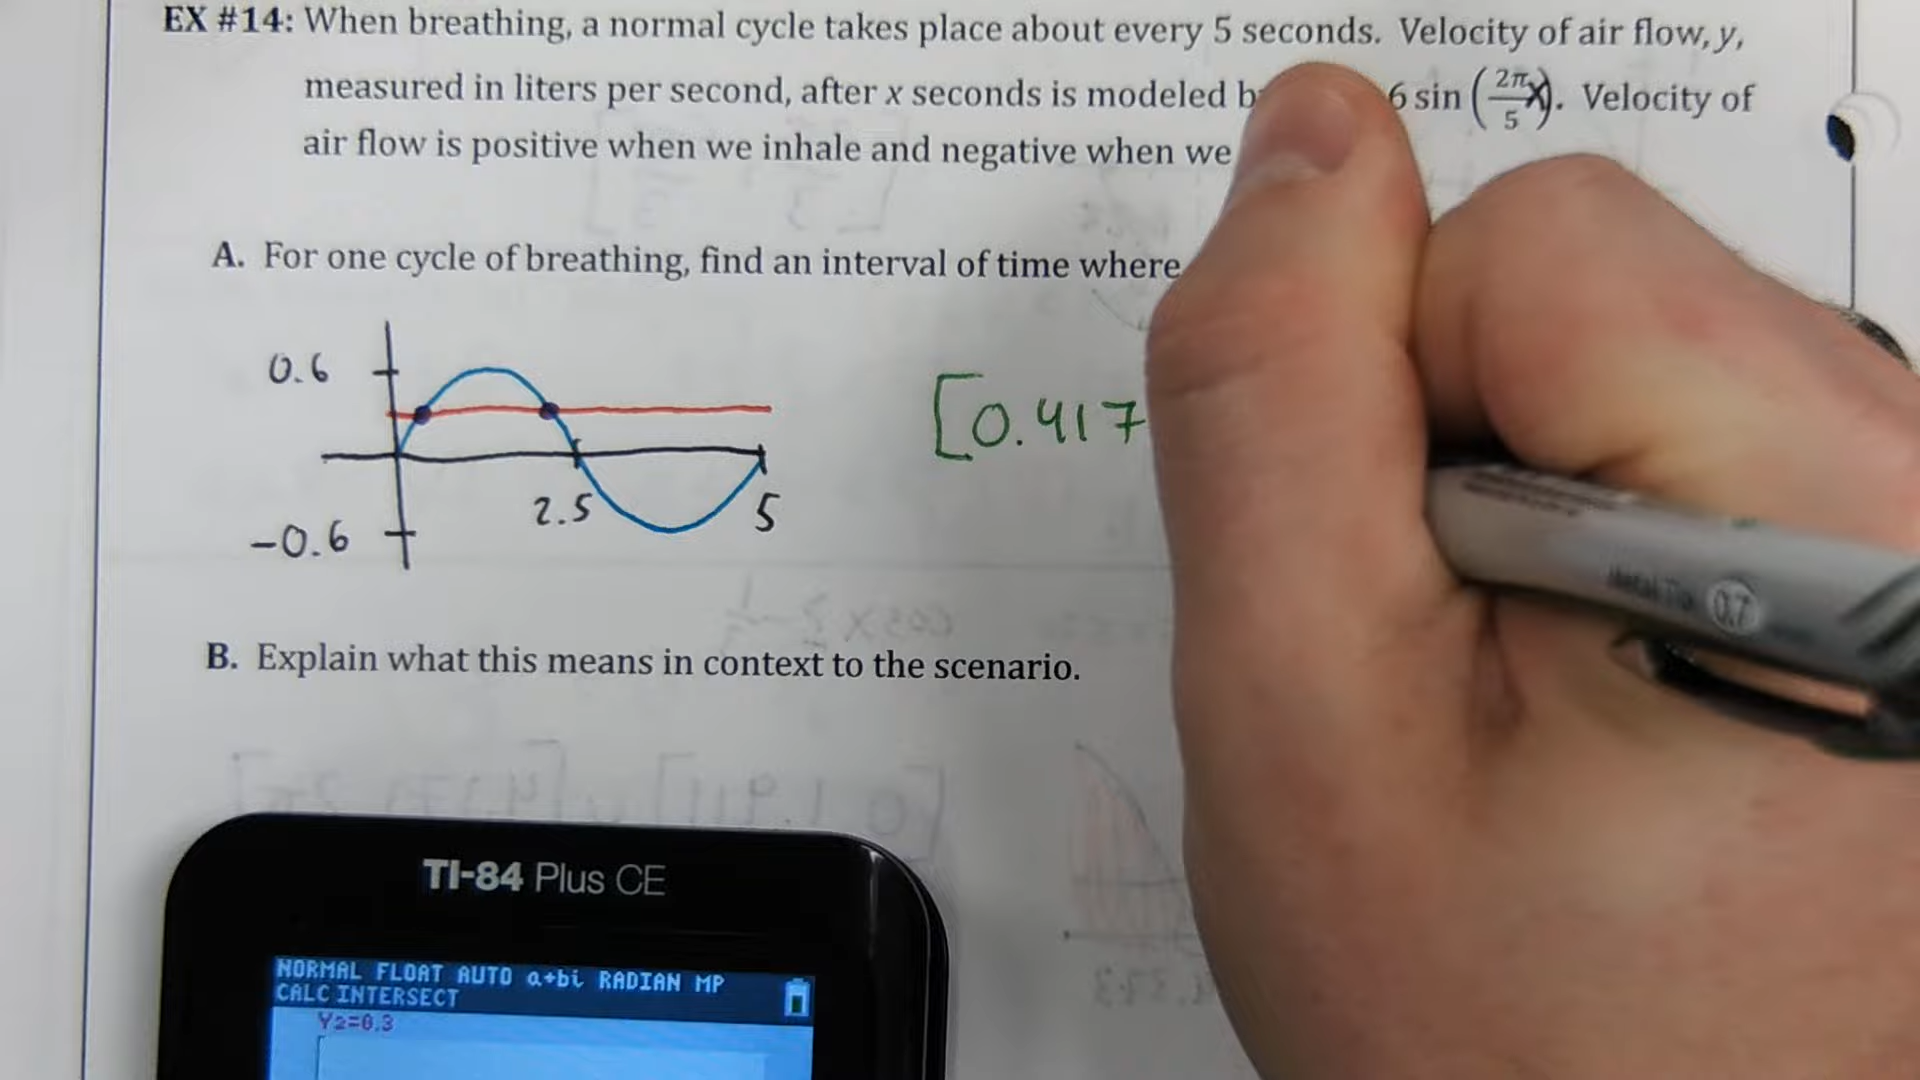 EX #14: When breathing, a normal cycle takes place about every 5 seconds. Velocity of air flow, y,
measured in liters per second, after x seconds is modeled 6 sin (2π/5 x). Velocity of
air flow is positive when we inhale and negative when we
A. For one cycle of breathing, find an interval of time where
0.6
[0.417
2.5
5
-0.6
B. Explain what this means in context to the scenario.
0.7
TI-84 Plus CE
NORMAL FLOAT AUTO a+bi RADIAN MP
CALC INTERSECT
Y2=0.3